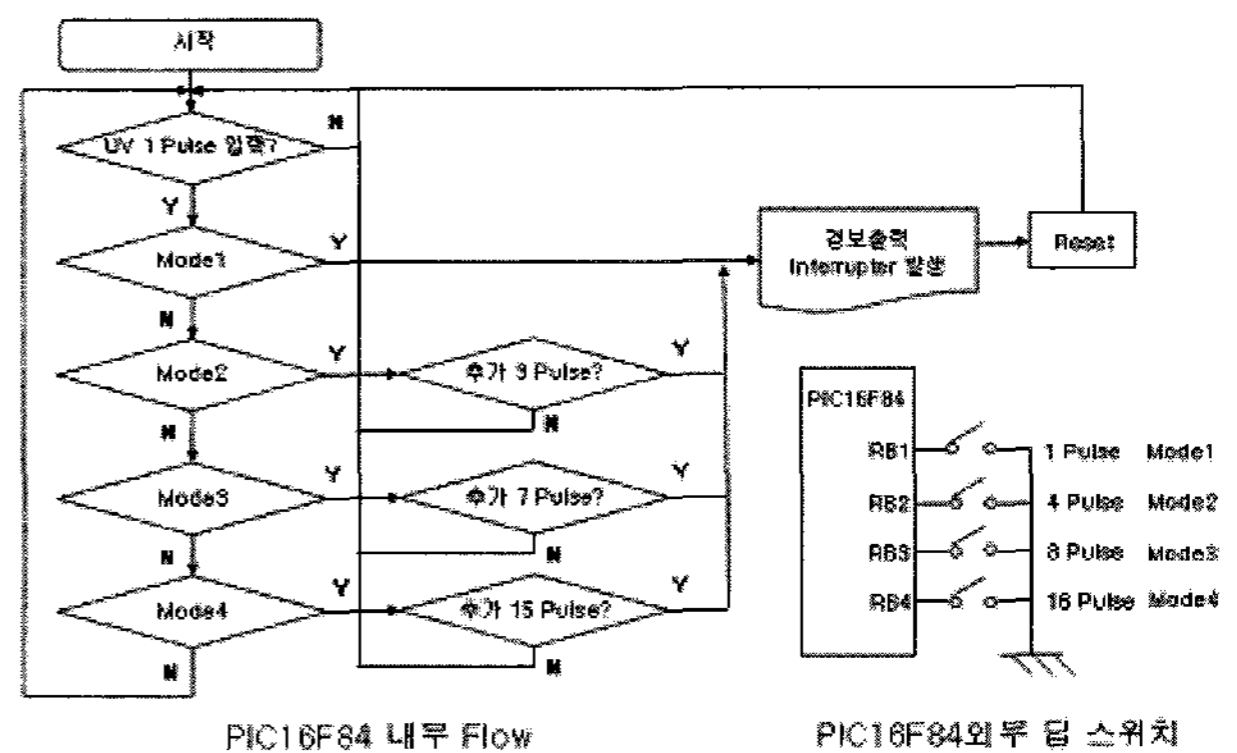 시작
UV 1 Pulse 입력?
N
Y
Mode1
Y
경보출력
Interrupter 발생
Reset
N
Mode2
Y
추가 3 Pulse?
Y
N
N
Mode3
Y
추가 7 Pulse?
Y
N
N
Mode4
Y
추가 15 Pulse?
Y
N
N
PIC16F84
RB1 1 Pulse Mode1
RB2 4 Pulse Mode2
RB3 8 Pulse Mode3
RB4 16 Pulse Mode4
PIC16F84 내부 Flow
PIC16F84외부 딥 스위치